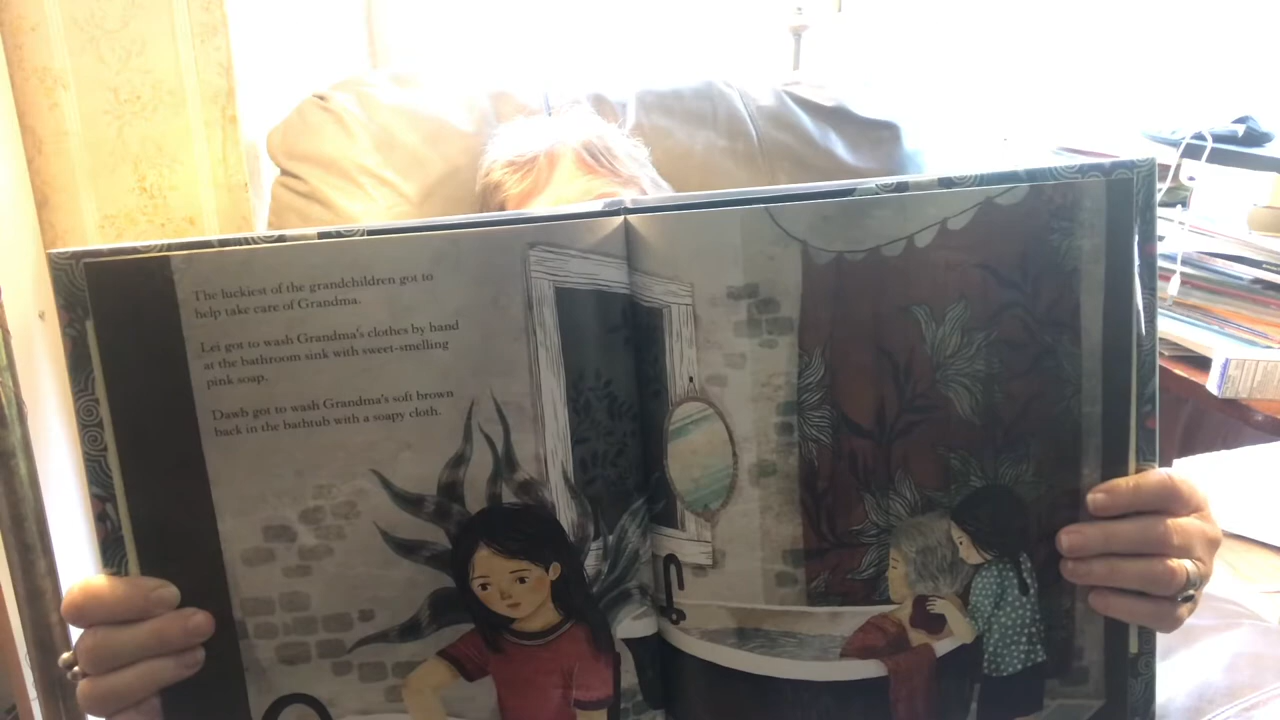 The luckiest of the grandchildren got to
help take care of Grandma.
Lei got to wash Grandma's clothes by hand
at the bathroom sink with sweet-smelling
pink soap.
Dawb got to wash Grandma's soft brown
back in the bathtub with a soapy cloth.